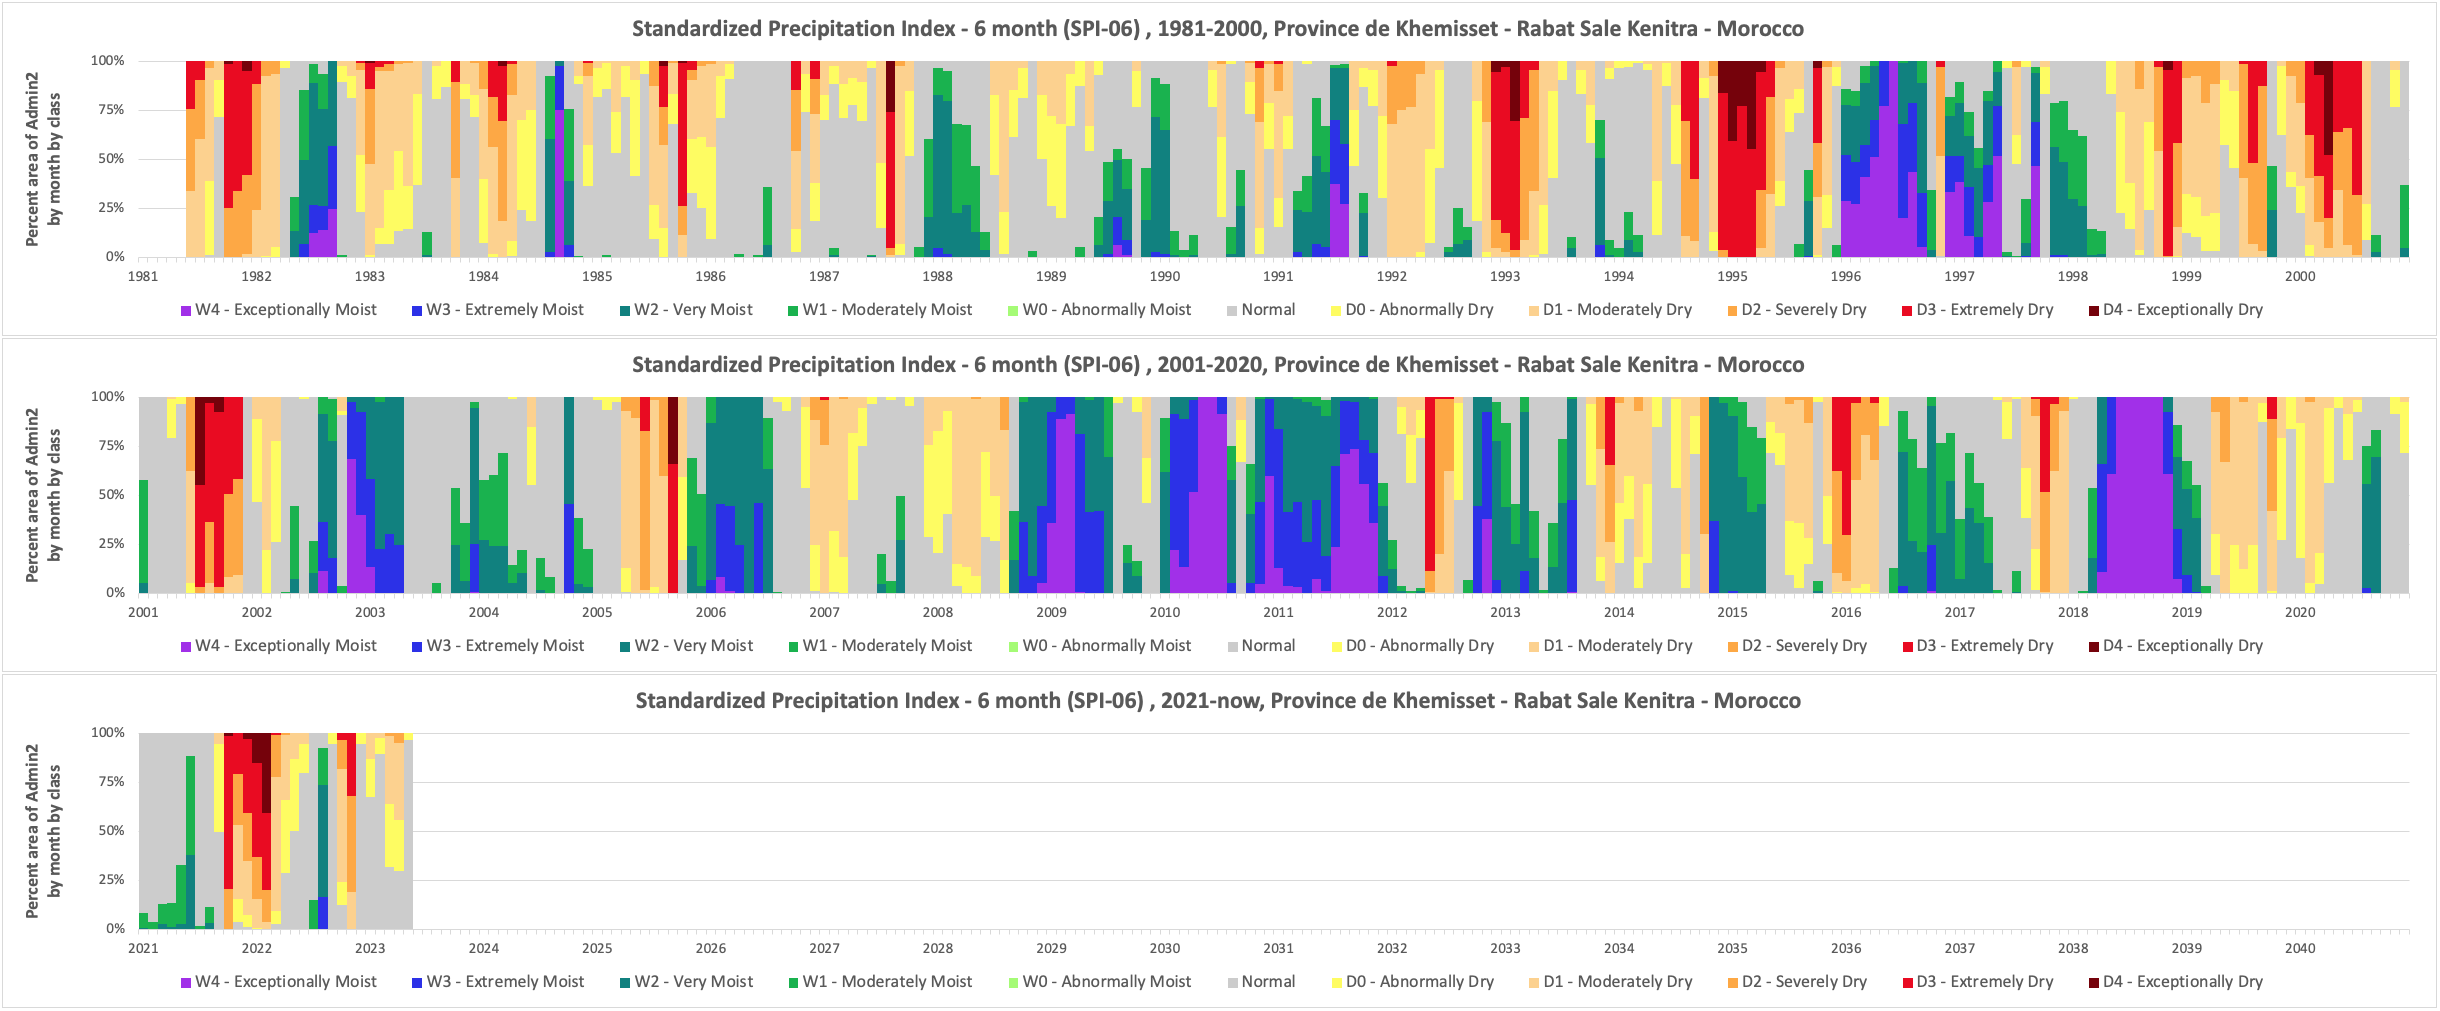 Standardized Precipitation Index - 6 month (SPI-06) , 1981-2000, Province de Khemisset - Rabat Sale Kenitra - Morocco
Percent area of Admin2
by month by class
100%
75%
50%
25%
0%
1981 1982 1983 1984 1985 1986 1987 1988 1989 1990 1991 1992 1993 1994 1995 1996 1997 1998 1999 2000
W4 - Exceptionally Moist W3 - Extremely Moist W2 - Very Moist W1 - Moderately Moist W0 - Abnormally Moist Normal D0 - Abnormally Dry D1 - Moderately Dry D2 - Severely Dry D3 - Extremely Dry D4 - Exceptionally Dry
Standardized Precipitation Index - 6 month (SPI-06) , 2001-2020, Province de Khemisset - Rabat Sale Kenitra - Morocco
Percent area of Admin2
by month by class
100%
75%
50%
25%
0%
2001 2002 2003 2004 2005 2006 2007 2008 2009 2010 2011 2012 2013 2014 2015 2016 2017 2018 2019 2020
W4 - Exceptionally Moist W3 - Extremely Moist W2 - Very Moist W1 - Moderately Moist W0 - Abnormally Moist Normal D0 - Abnormally Dry D1 - Moderately Dry D2 - Severely Dry D3 - Extremely Dry D4 - Exceptionally Dry
Standardized Precipitation Index - 6 month (SPI-06) , 2021-now, Province de Khemisset - Rabat Sale Kenitra - Morocco
Percent area of Admin2
by month by class
100%
75%
50%
25%
0%
2021 2022 2023 2024 2025 2026 2027 2028 2029 2030 2031 2032 2033 2034 2035 2036 2037 2038 2039 2040
W4 - Exceptionally Moist W3 - Extremely Moist W2 - Very Moist W1 - Moderately Moist W0 - Abnormally Moist Normal D0 - Abnormally Dry D1 - Moderately Dry D2 - Severely Dry D3 - Extremely Dry D4 - Exceptionally Dry